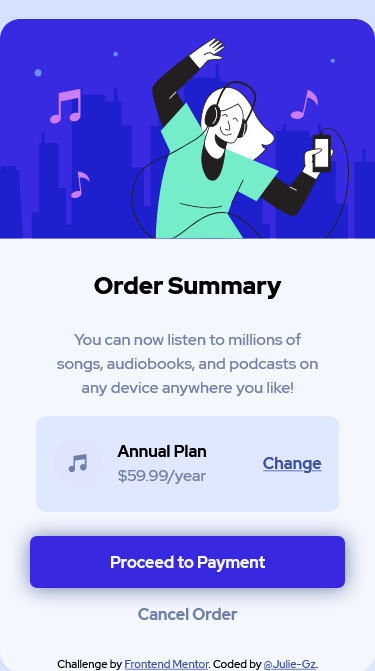 Order Summary
You can now listen to millions of
songs, audiobooks, and podcasts on
any device anywhere you like!
Annual Plan
$59.99/year
Change
Proceed to Payment
Cancel Order
Challenge by Frontend Mentor. Coded by @Julie-Gz.